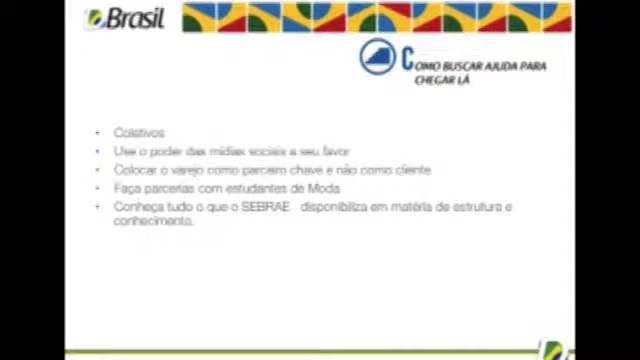 Brasil
COMO BUSCAR AJUDA PARA
CHEGAR LÁ
• Coletivos
• Use o poder das mídias sociais a seu favor
• Colocar o varejo como parceiro chave e não como cliente
• Faça parcerias com estudantes de Moda
• Conheça tudo o que o SEBRAE disponibiliza em matéria de estrutura e
conhecimento.